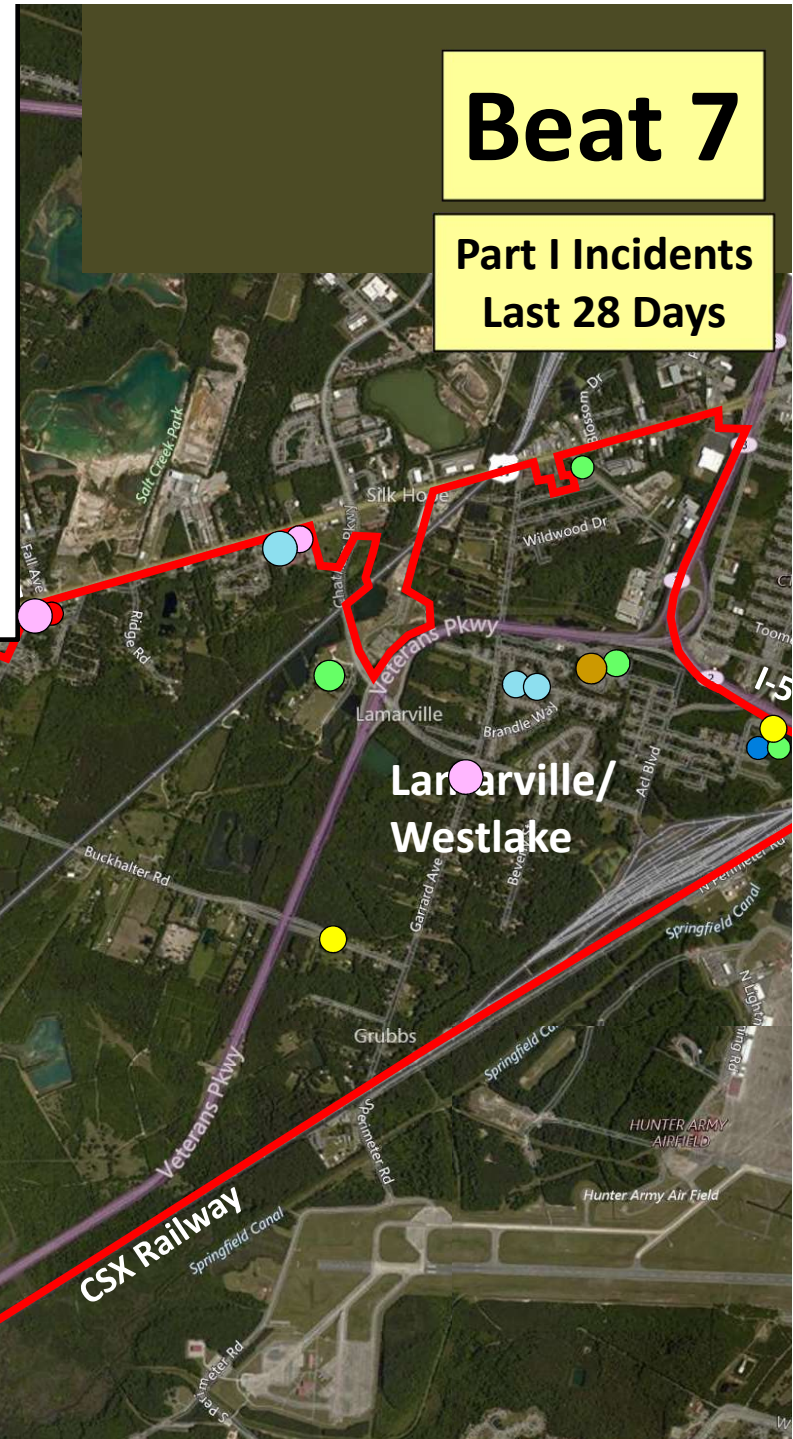 Beat 7
Part I Incidents
Last 28 Days
Salt Creek Park
Blossom Dr
Silk Hope
Wildwood Dr
Fall Ave
Ridge Rd
Veterans Pkwy
I-5
Lamarville
Brandle Way
Acl Blvd
Lamarville/
Westlake
Buckhalter Rd
Garrard Ave
N Perimeter Rd
Springfield Canal
Grubbs
Veterans Pkwy
S Perimeter Rd
HUNTER ARMY
AIRFIELD
Hunter Army Air Field
CSX Railway
Springfield Canal
S Perimeter Rd